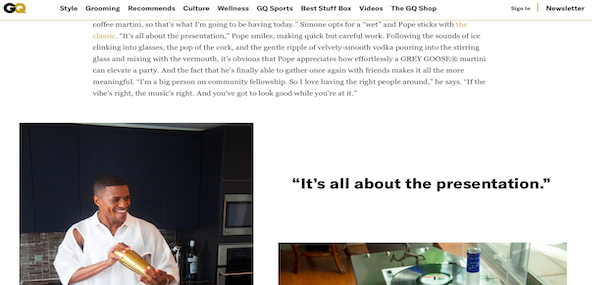 GQ Style Grooming Recommends Culture Wellness GQ Sports Best Stuff Box Videos The GQ Shop Sign In Newsletter
coffee martini, so that's what I'm going to be having today.” Simone opts for a “wet” and Pope sticks with the
classic. “It's all about the presentation,” Pope smiles, making quick but careful work. Following the sounds of ice
clinking into glasses, the pop of the cork, and the gentle ripple of velvety-smooth vodka pouring into the stirring
glass and mixing with the vermouth, it's obvious that Pope appreciates how effortlessly a GREY GOOSE® martini
can elevate a party. And the fact that he's finally able to gather once again with friends makes it all the more
meaningful. “I'm a big person on community fellowship. So I love having the right people around,” he says. “If the
vibe's right, the music's right. And you've got to look good while you're at it.”
“It's all about the presentation.”